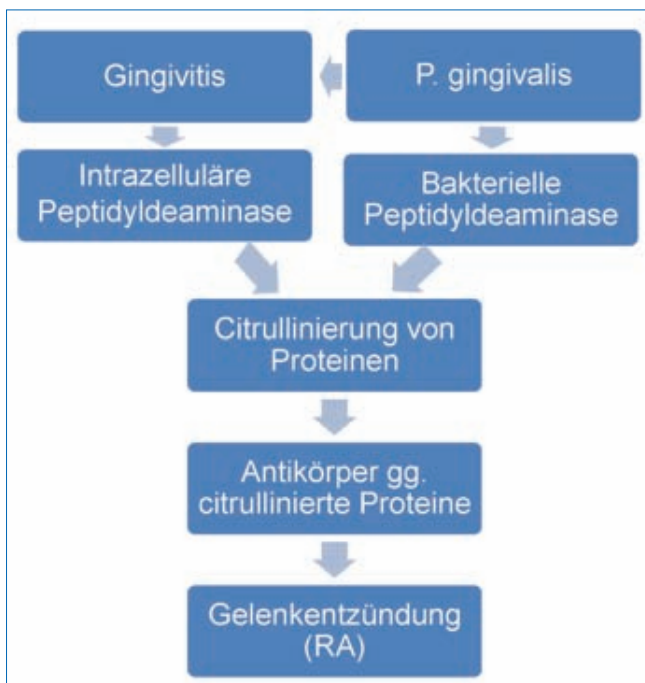 Gingivitis
P. gingivalis
Intrazelluläre
Peptidyldeaminase
Bakterielle
Peptidyldeaminase
Citrullinierung von
Proteinen
Antikörper gg.
citrullinierte Proteine
Gelenkentzündung
(RA)